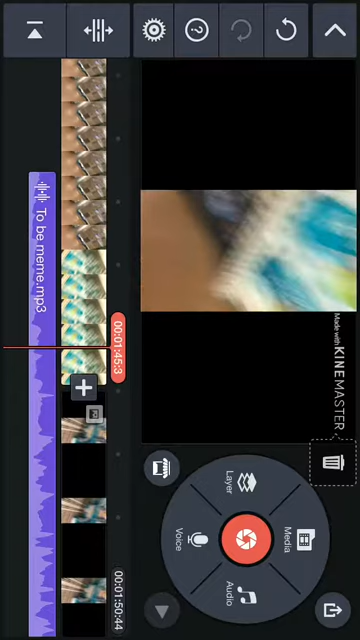 Made with KINEMASTER
Media
Layer
Audio
Voice
00:01:45:3
00:01:50:44
To be meme.mp3